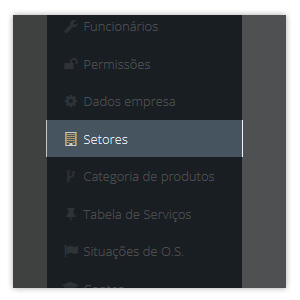 Funcionários
Permissões
Dados empresa
Setores
Categoria de produtos
Tabela de Serviços
Situações de O.S.